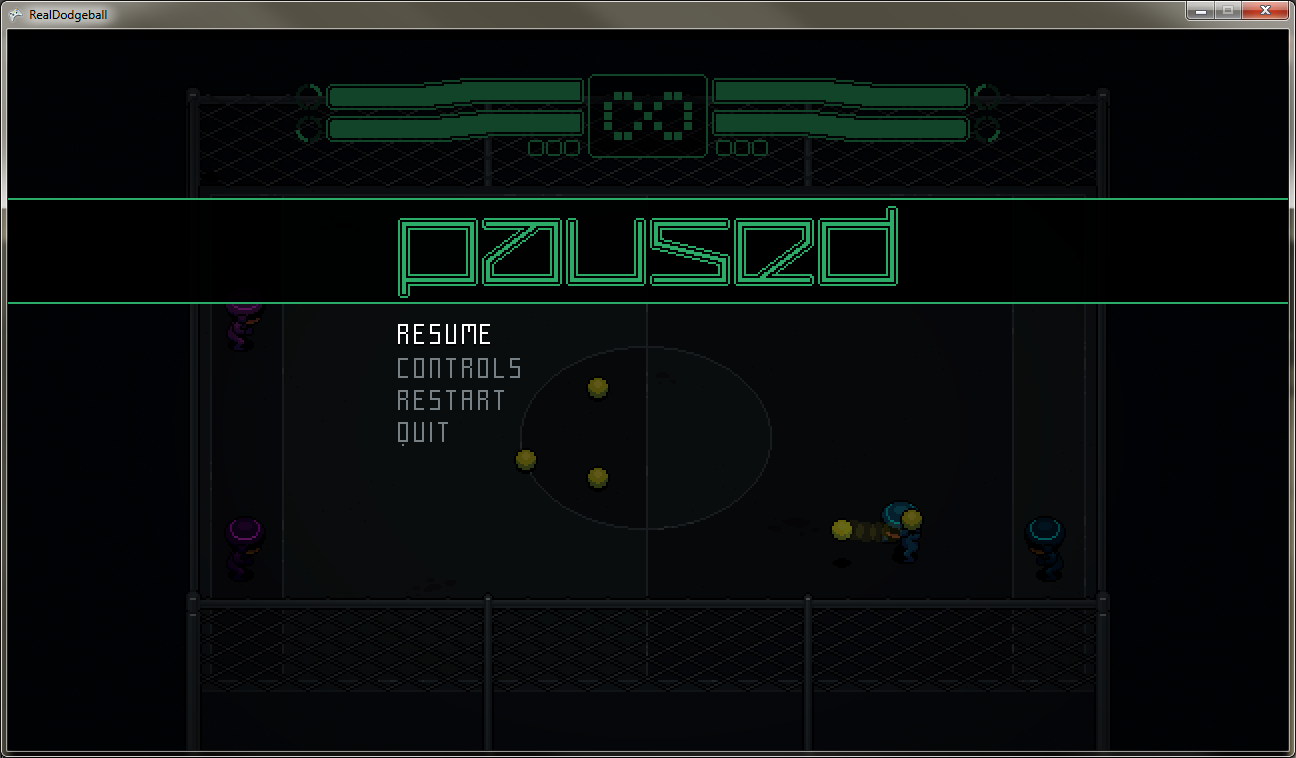 RealDodgeball
∞
paused
RESUME
CONTROLS
RESTART
QUIT